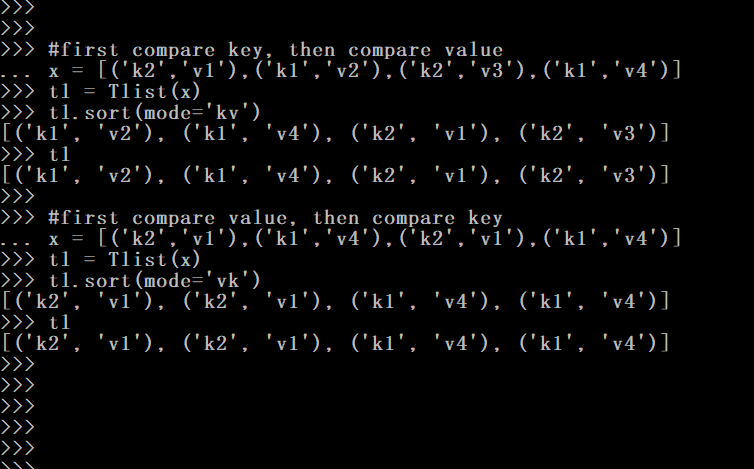 >>>
>>>
>>> #first compare key, then compare value
... x = [('k2','v1'),('k1','v2'),('k2','v3'),('k1','v4')]
>>> tl = Tlist(x)
>>> tl.sort(mode='kv')
[('k1', 'v2'), ('k1', 'v4'), ('k2', 'v1'), ('k2', 'v3')]
>>> tl
[('k1', 'v2'), ('k1', 'v4'), ('k2', 'v1'), ('k2', 'v3')]
>>>
>>> #first compare value, then compare key
... x = [('k2','v1'),('k1','v4'),('k2','v1'),('k1','v4')]
>>> tl = Tlist(x)
>>> tl.sort(mode='vk')
[('k2', 'v1'), ('k2', 'v1'), ('k1', 'v4'), ('k1', 'v4')]
>>> tl
[('k2', 'v1'), ('k2', 'v1'), ('k1', 'v4'), ('k1', 'v4')]
>>>
>>>
>>>
>>>
>>>
>>>